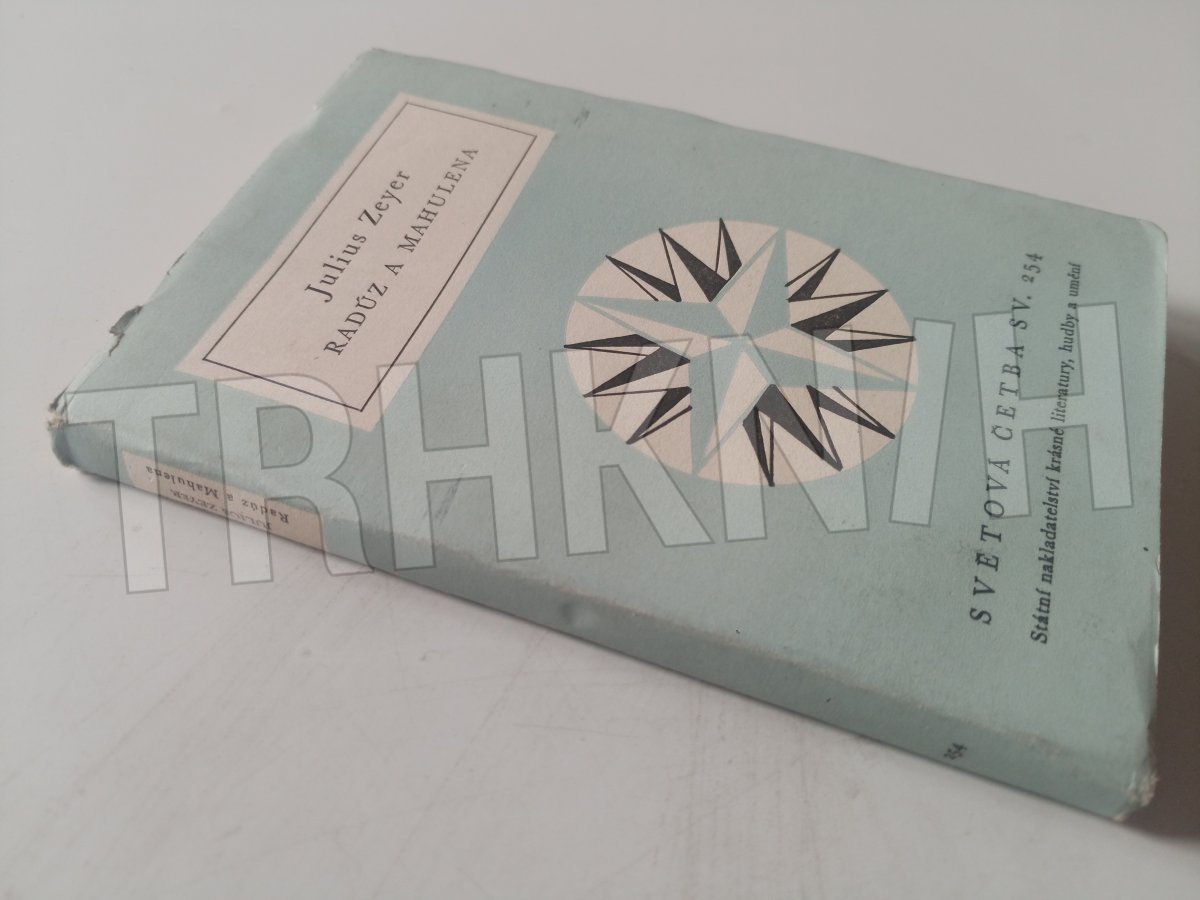 Julius Zeyer
RADÚZ A MAHULENA
SVĚTOVÁ ČETBA SV. 254
Státní nakladatelství krásné literatury, hudby a umění
JULIUS ZEYER
Radúz a Mahulena
254
TRHKNIH